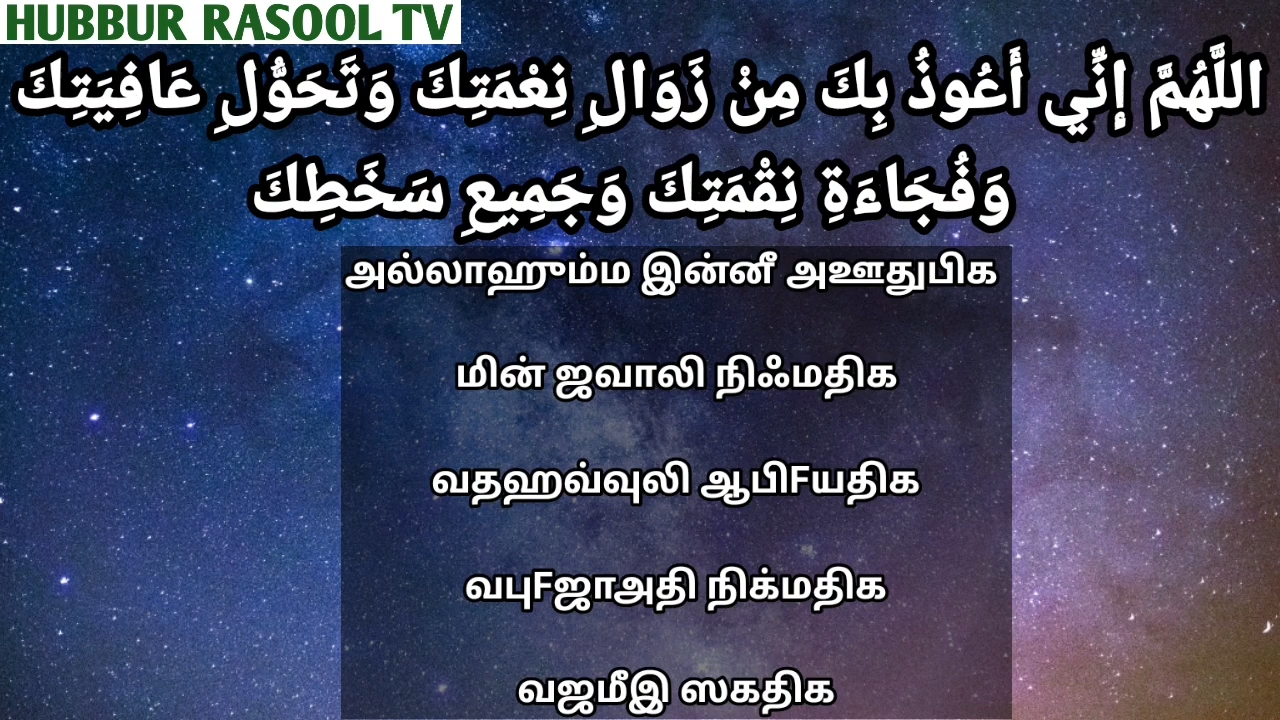 HUBBUR RASOOL TV
اللَّهُمَّ إِنِّي أَعُوذُ بِكَ مِنْ زَوَالِ نِعْمَتِكَ وَتَحَوُّلِ عَافِيَتِكَ
وَفُجَاءَةِ نِقْمَتِكَ وَجَمِيعِ سَخَطِكَ
அல்லாஹும்ம இன்னீ அஊதுபிக
மின் ஜவாலி நிஃமதிக
வதஹவ்வுலி ஆபிFயதிக
வபுFஜாஅதி நிக்மதிக
வஜமீஇ ஸகதிக